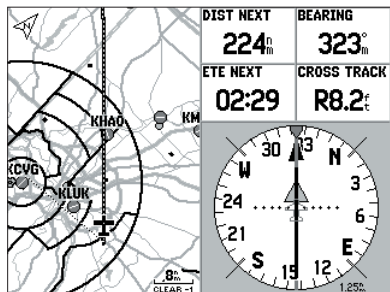 DIST NEXT
224nm
BEARING
323°m
ETE NEXT
02:29
CROSS TRACK
R8.2ft
KHAO
KM
KCVG
KLUK
8nm
CLEAR -1
30
33
N
3
6
E
12
15
S
21
24
W
1.25nm